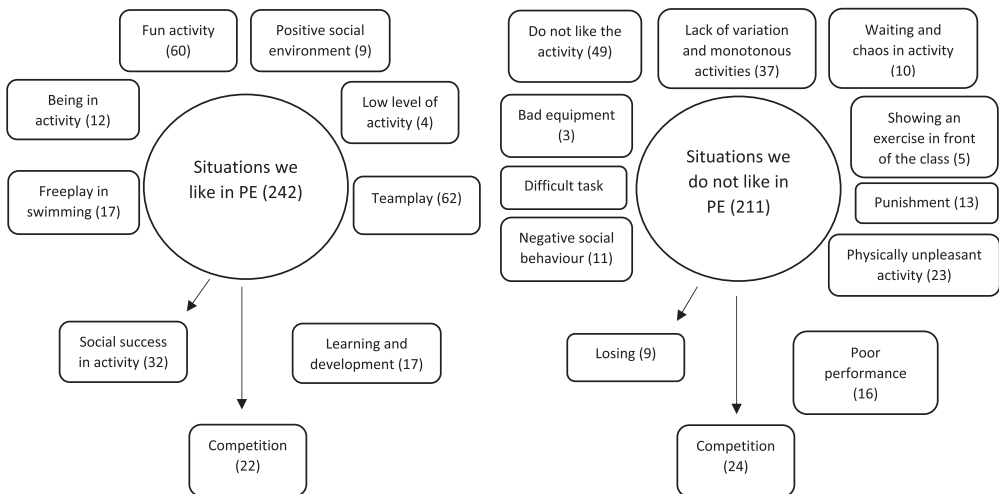 Fun activity
(60)
Positive social
environment (9)
Being in
activity (12)
Low level of
activity (4)
Situations we
like in PE (242)
Freeplay in
swimming (17)
Teamplay (62)
Social success
in activity (32)
Learning and
development (17)
Competition
(22)
Do not like the
activity (49)
Lack of variation
and monotonous
activities (37)
Waiting and
chaos in activity
(10)
Bad equipment
(3)
Showing an
exercise in front
of the class (5)
Situations we
do not like in
PE (211)
Difficult task
Punishment (13)
Negative social
behaviour (11)
Physically unpleasant
activity (23)
Losing (9)
Poor
performance
(16)
Competition
(24)